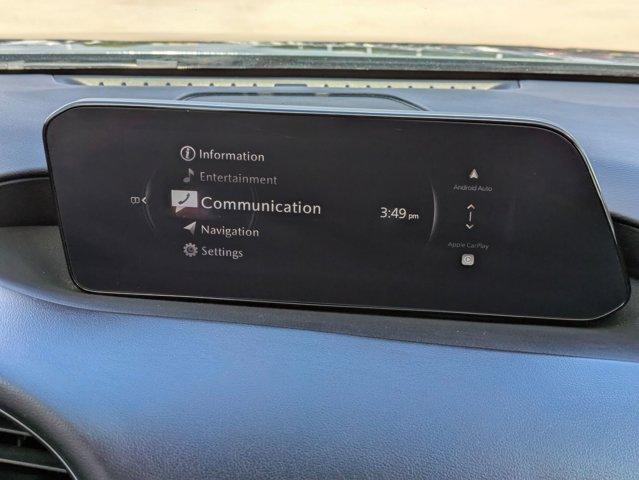 Information
Entertainment
Communication
Navigation
Settings
3:49 pm
Android Auto
Apple CarPlay